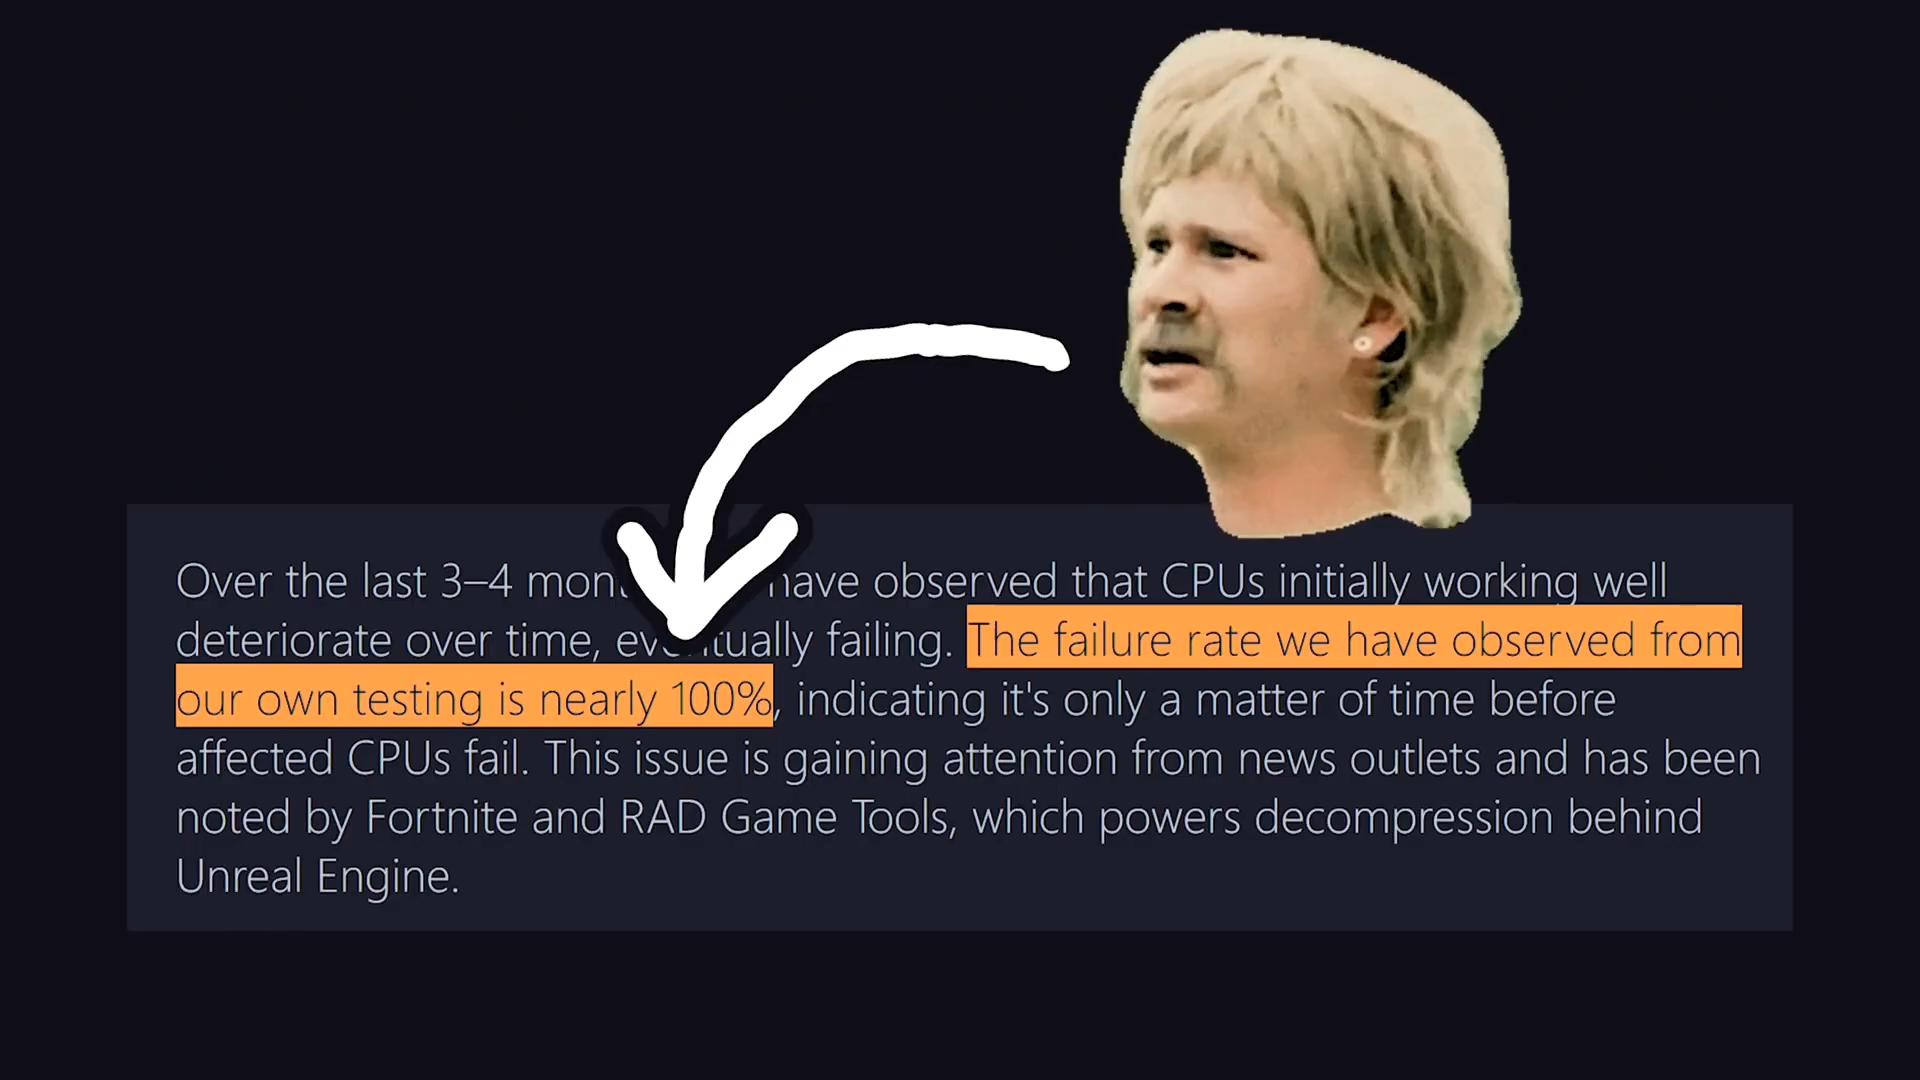 Over the last 3–4 have observed that CPUs initially working well
deteriorate over time, eventually failing. The failure rate we have observed from
our own testing is nearly 100%, indicating it's only a matter of time before
affected CPUs fail. This issue is gaining attention from news outlets and has been
noted by Fortnite and RAD Game Tools, which powers decompression behind
Unreal Engine.